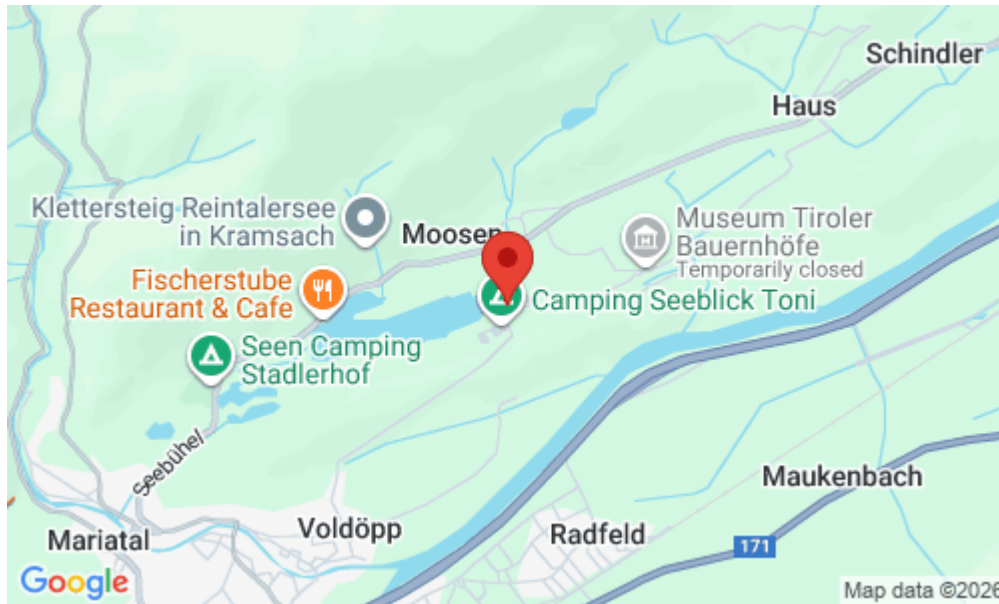 Schindler
Haus
Klettersteig Reintalersee
in Kramsach
Moosen
Museum Tiroler
Bauernhöfe
Temporarily closed
Fischerstube
Restaurant & Cafe
Camping Seeblick Toni
Seen Camping
Stadlerhof
Seebühel
Maukenbach
Voldöpp
Radfeld
Mariatal
171
Google
Map data ©2026